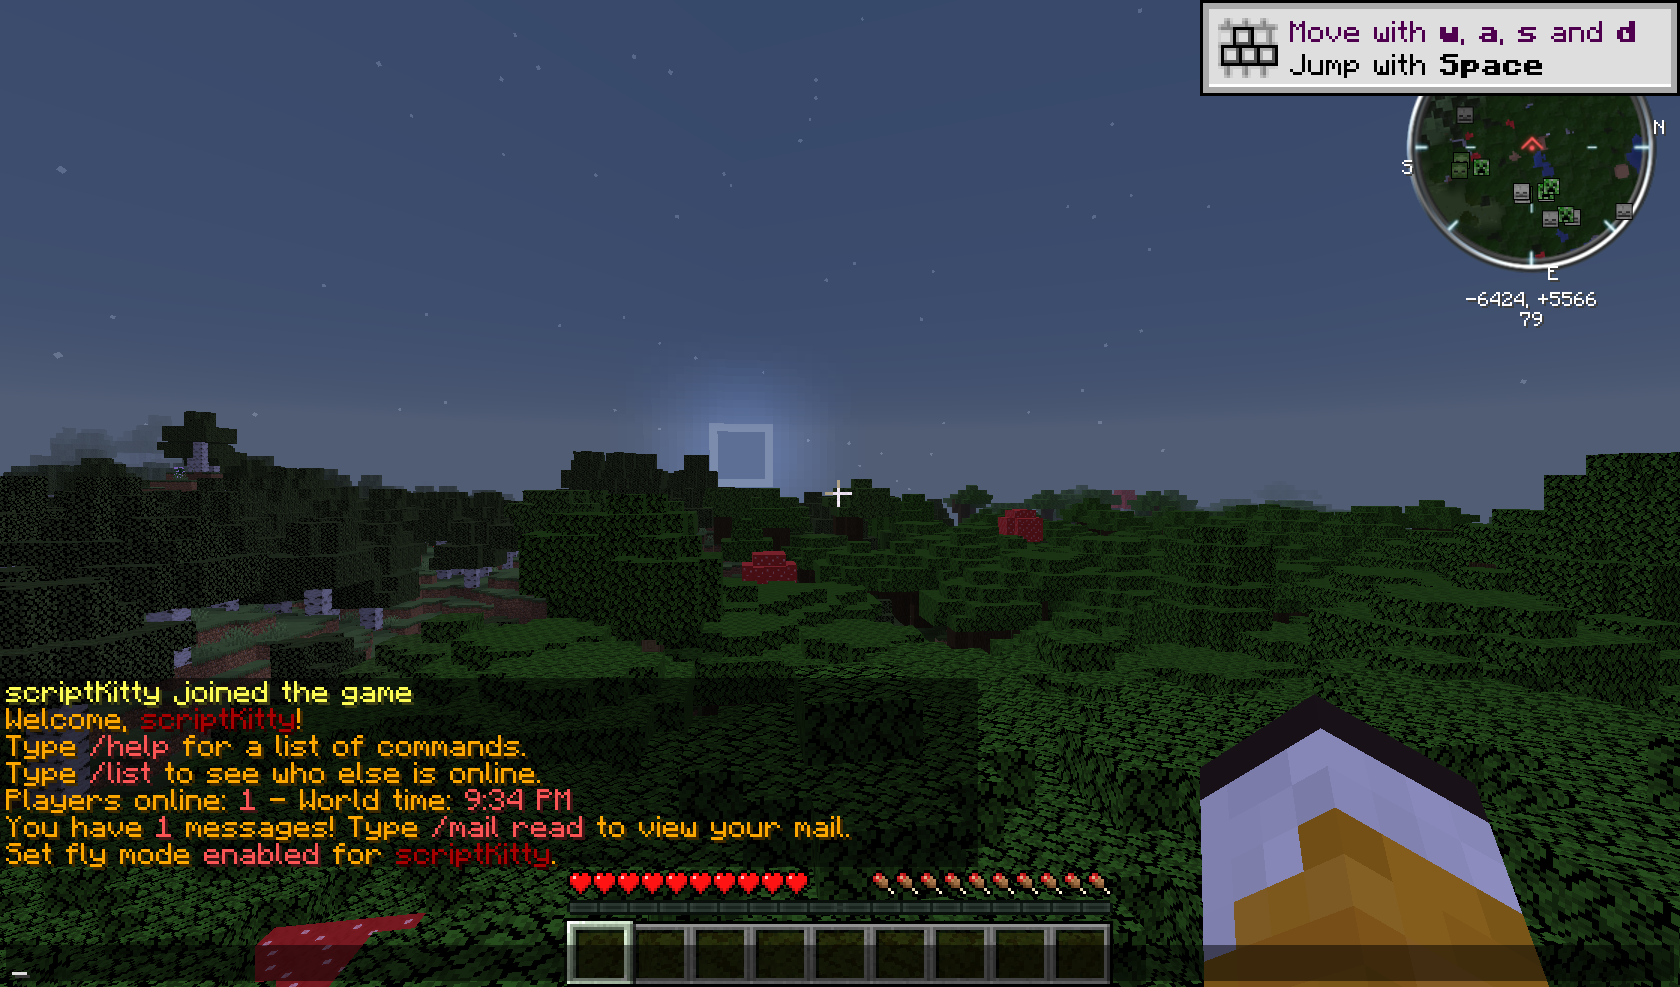 Move with w, a, s and d
Jump with Space
N
S
E
-6424, +5566
79
scriptKitty joined the game
Welcome, scriptKitty!
Type /help for a list of commands.
Type /list to see who else is online.
Players online: 1 - World time: 9:34 PM
You have 1 messages! Type /mail read to view your mail.
Set fly mode enabled for scriptKitty.
_